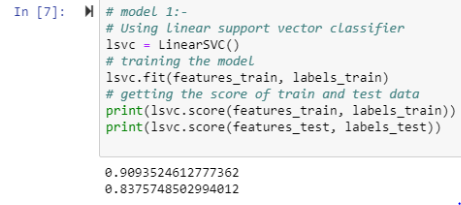 In [7]:
# model 1:-
# Using linear support vector classifier
lsvc = LinearSVC()
# training the model
lsvc.fit(features_train, labels_train)
# getting the score of train and test data
print(lsvc.score(features_train, labels_train))
print(lsvc.score(features_test, labels_test))
0.9093524612777362
0.8375748502994012